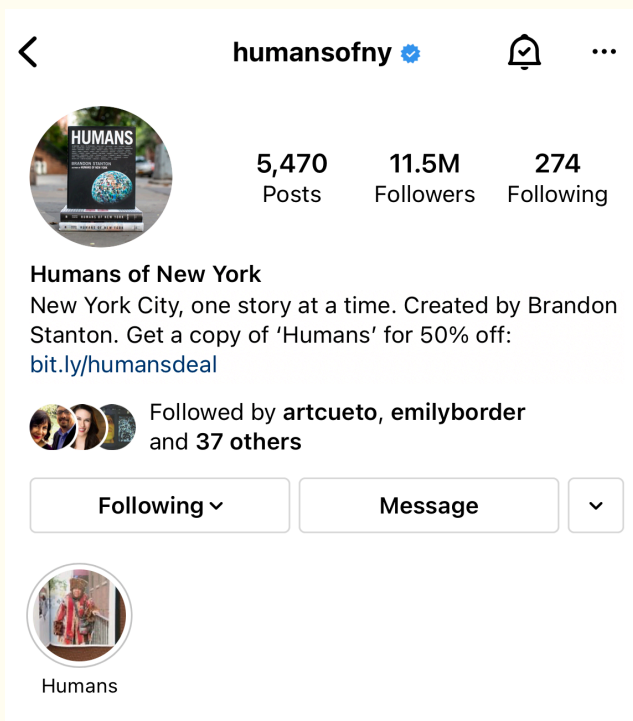 humansofny
HUMANS
BRANDON STANTON
5,470
Posts
11.5M
Followers
274
Following
Humans of New York
New York City, one story at a time. Created by Brandon
Stanton. Get a copy of ‘Humans’ for 50% off:
bit.ly/humansdeal
Followed by artcueto, emilyborder
and 37 others
Following
Message
Humans